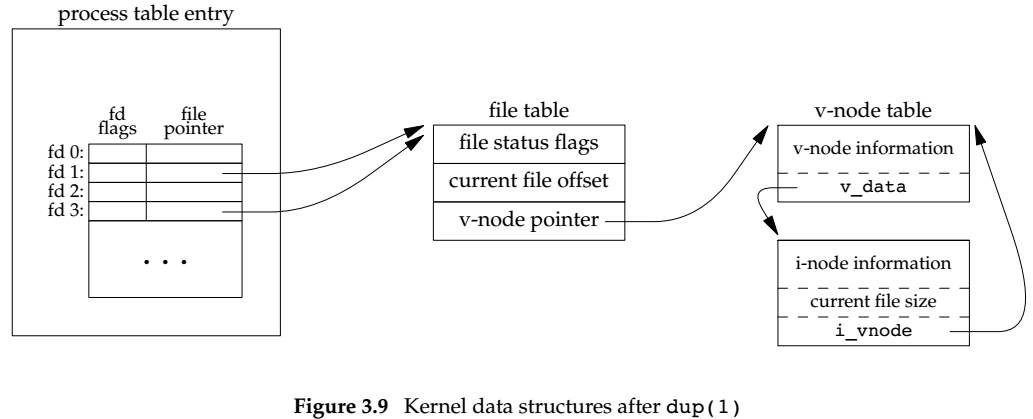 process table entry
fd
flags
file
pointer
fd 0:
fd 1:
fd 2:
fd 3:
. . .
file table
file status flags
current file offset
v-node pointer
v-node table
v-node information
v_data
i-node information
current file size
i_vnode
Figure 3.9 Kernel data structures after dup(1)